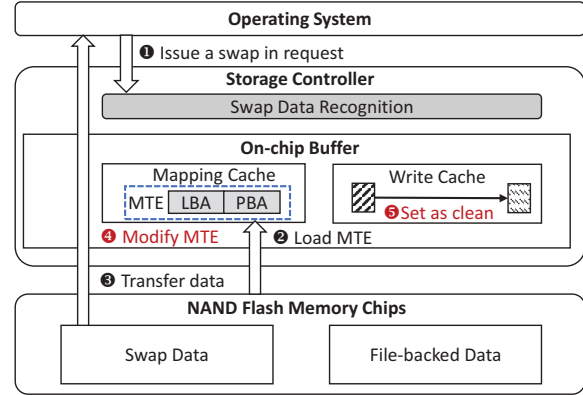 Operating System
❶ Issue a swap in request
Storage Controller
Swap Data Recognition
On-chip Buffer
Mapping Cache
MTE LBA PBA
Write Cache
❺Set as clean
❹ Modify MTE
❷ Load MTE
❸ Transfer data
NAND Flash Memory Chips
Swap Data
File-backed Data